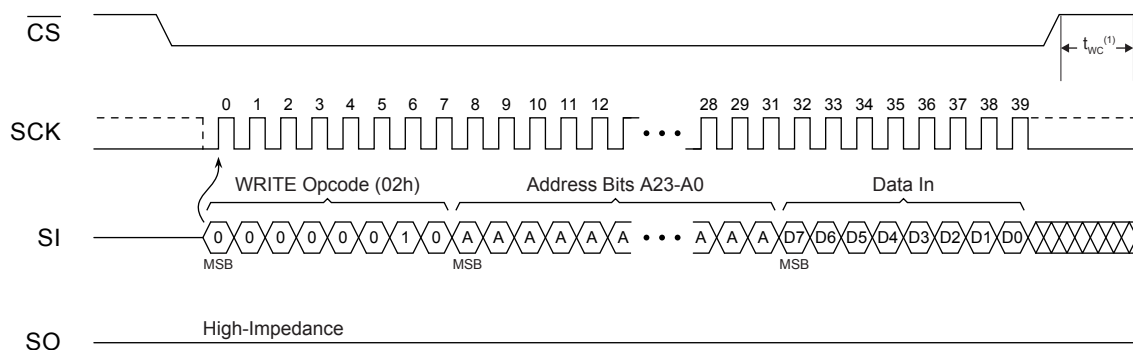 CS
t_WC^(1)
0 1 2 3 4 5 6 7 8 9 10 11 12 28 29 30 31 32 33 34 35 36 37 38 39
SCK
WRITE Opcode (02h) Address Bits A23-A0 Data In
SI 0 0 0 0 0 0 1 0 A A A A A A A A A D7 D6 D5 D4 D3 D2 D1 D0
MSB MSB MSB
High-Impedance
SO